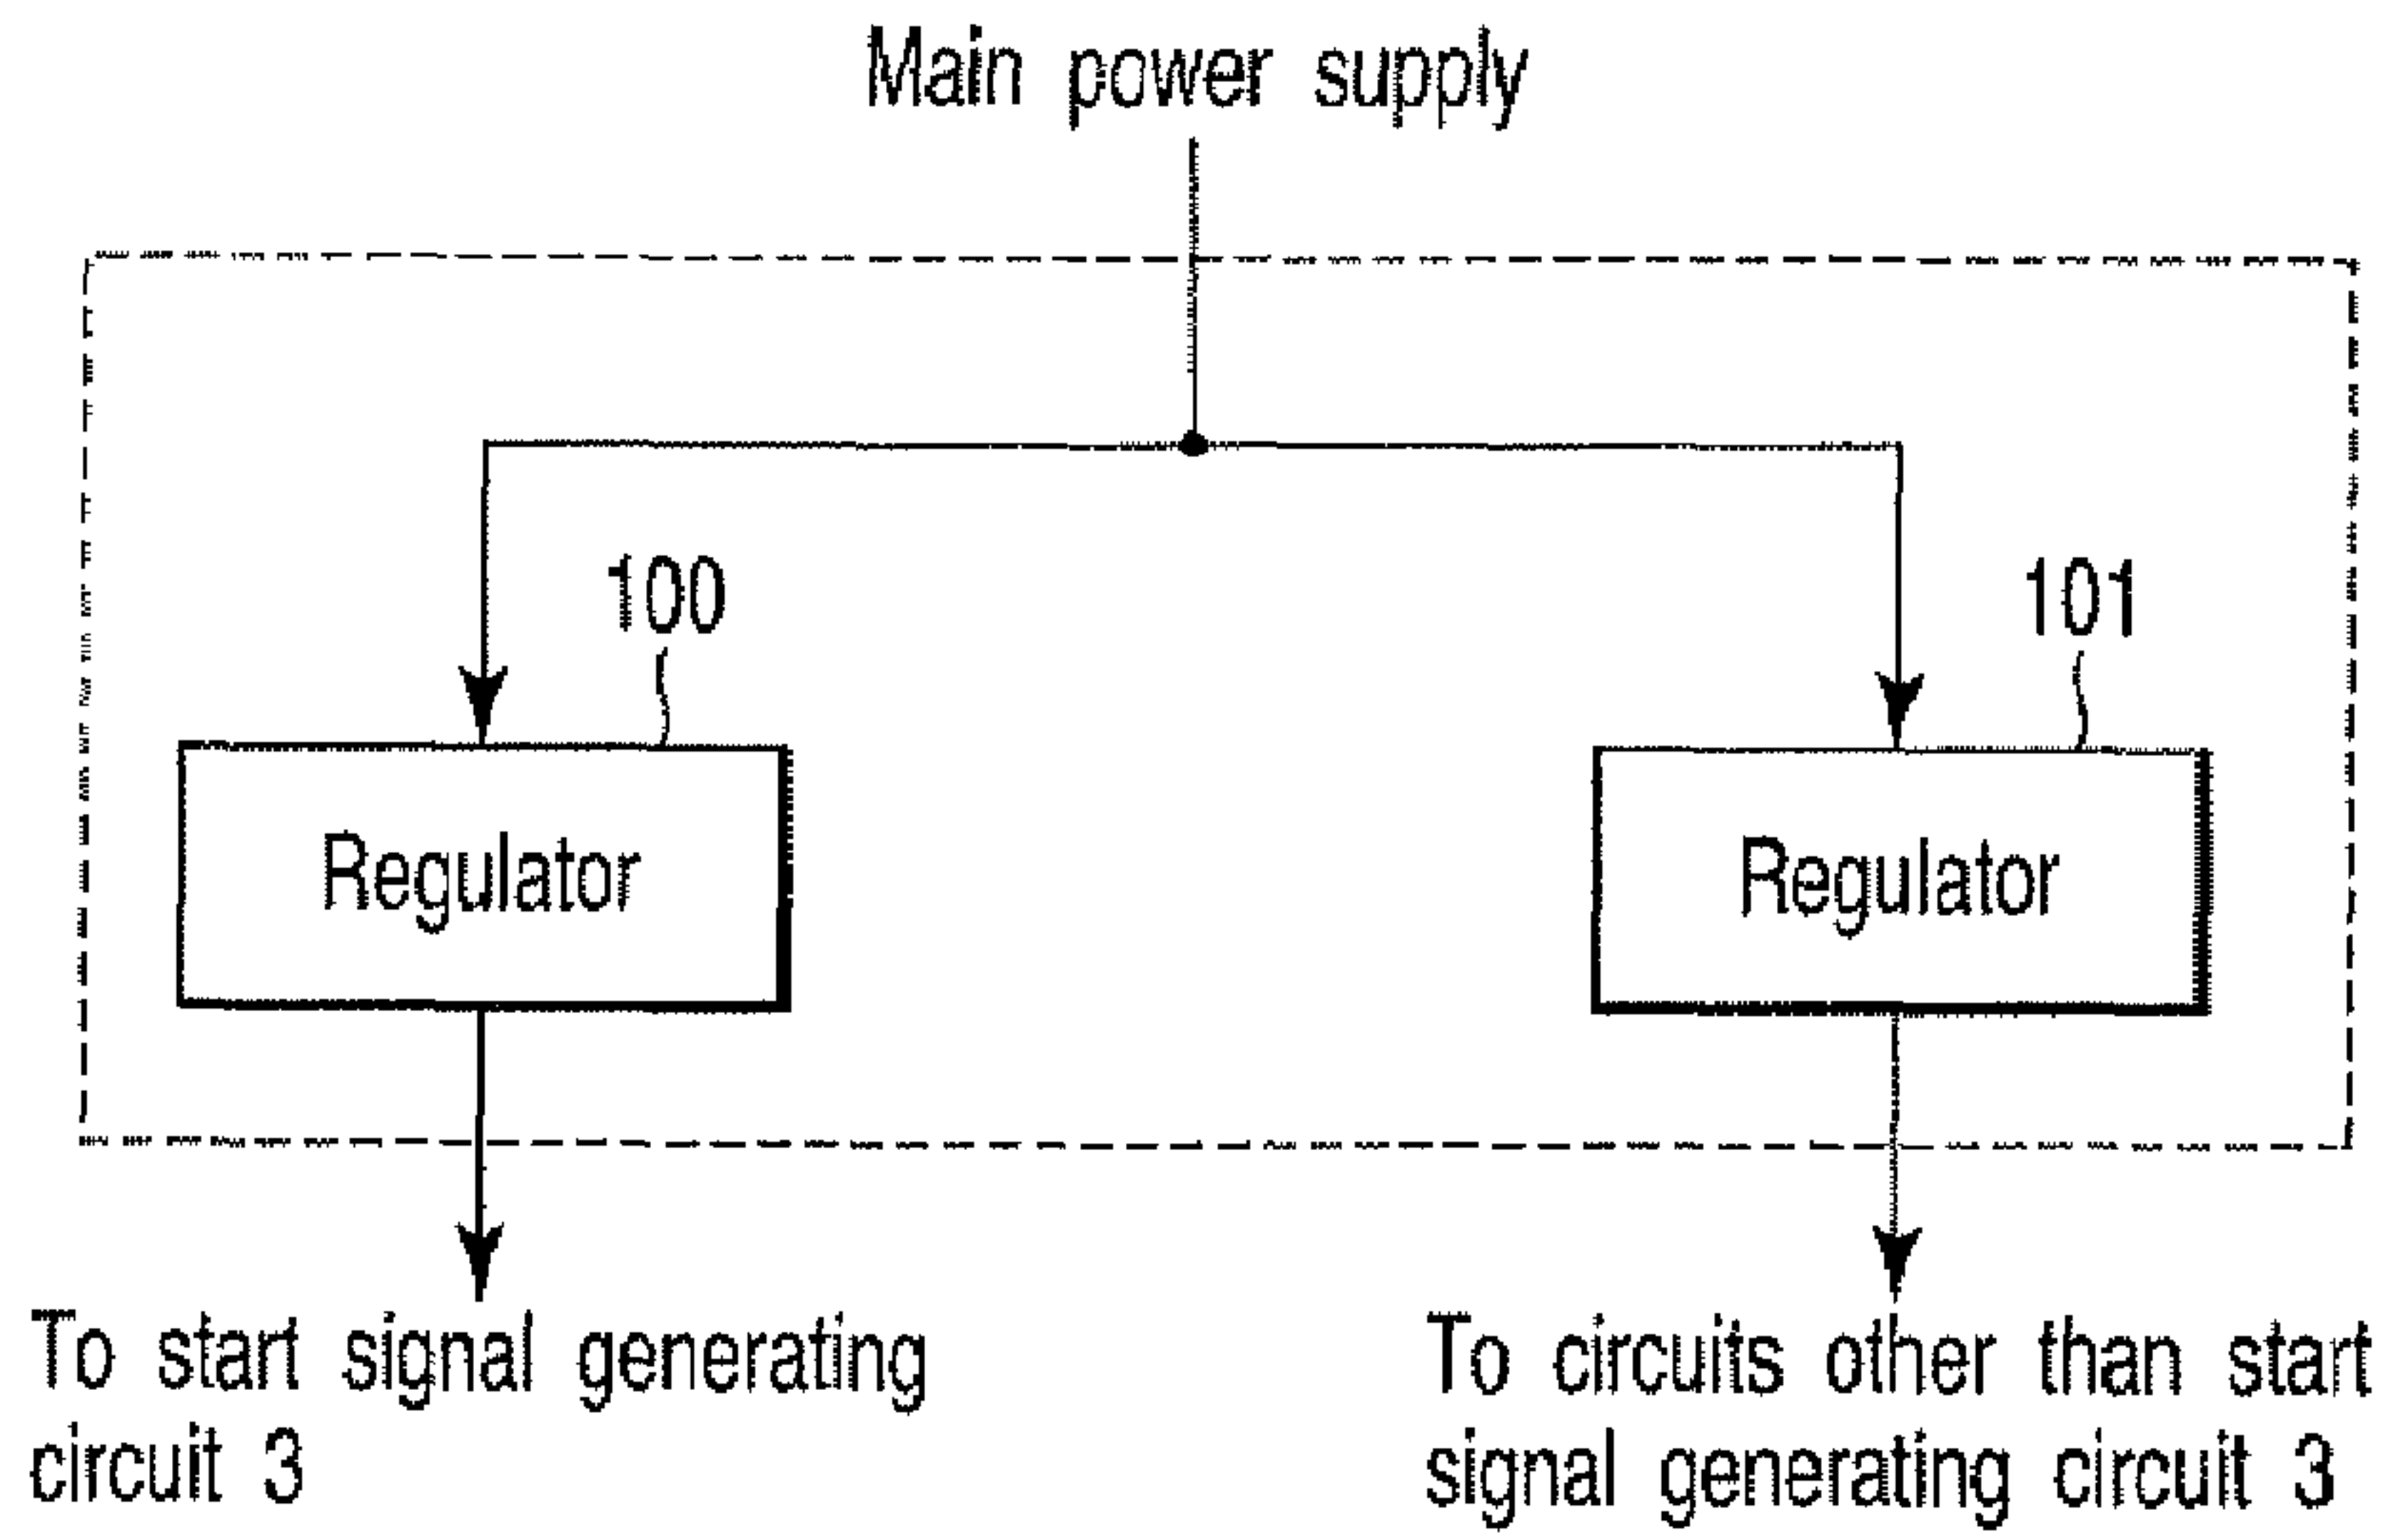 Main power supply
100
101
Regulator
Regulator
To start signal generating
circuit 3
To circuits other than start
signal generating circuit 3